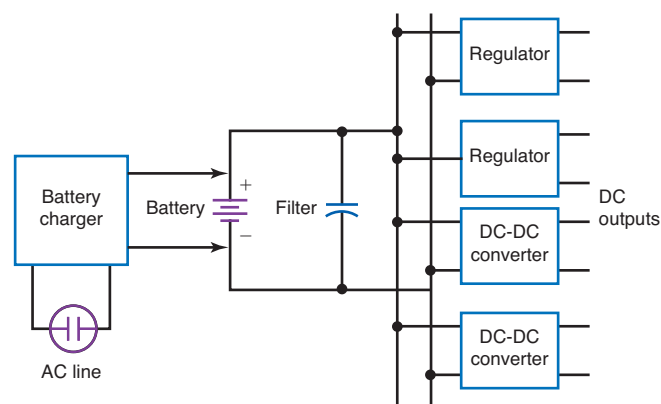 Regulator
Regulator
DC
outputs
Battery
charger
Battery
+
−
Filter
DC-DC
converter
DC-DC
converter
AC line